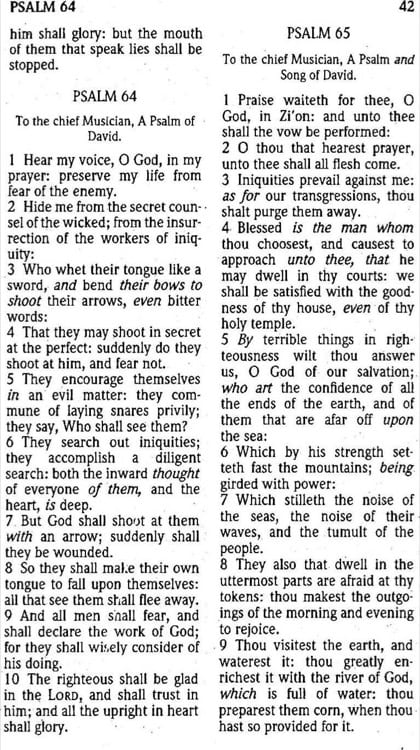 PSALM 64
42
him shall glory: but the mouth
of them that speak lies shall be
stopped.
PSALM 64
To the chief Musician, A Psalm of
David.
1 Hear my voice, O God, in my
prayer: preserve my life from
fear of the enemy.
2 Hide me from the secret coun-
sel of the wicked; from the insur-
rection of the workers of iniq-
uity:
3 Who whet their tongue like a
sword, and bend their bows to
shoot their arrows, even bitter
words:
4 That they may shoot in secret
at the perfect: suddenly do they
shoot at him, and fear not.
5 They encourage themselves
in an evil matter: they com-
mune of laying snares privily;
they say, Who shall see them?
6 They search out iniquities;
they accomplish a diligent
search: both the inward thought
of everyone of them, and the
heart, is deep.
7 But God shall shoot at them
with an arrow; suddenly shall
they be wounded.
8 So they shall make their own
tongue to fall upon themselves:
all that see them shall flee away.
9 And all men shall fear, and
shall declare the work of God;
for they shall wisely consider of
his doing.
10 The righteous shall be glad
in the LORD, and shall trust in
him; and all the upright in heart
shall glory.
PSALM 65
To the chief Musician, A Psalm and
Song of David.
1 Praise waiteth for thee, O
God, in Zi'on: and unto thee
shall the vow be performed:
2 O thou that hearest prayer,
unto thee shall all flesh come.
3 Iniquities prevail against me:
as for our transgressions, thou
shalt purge them away.
4 Blessed is the man whom
thou choosest, and causest to
approach unto thee, that he
may dwell in thy courts: we
shall be satisfied with the good-
ness of thy house, even of thy
holy temple.
5 By terrible things in righ-
teousness wilt thou answer
us, O God of our salvation;
who art the confidence of all
the ends of the earth, and of
them that are afar off upon
the sea:
6 Which by his strength set-
teth fast the mountains; being
girded with power:
7 Which stilleth the noise of
the seas, the noise of their
waves, and the tumult of the
people.
8 They also that dwell in the
uttermost parts are afraid at thy
tokens: thou makest the outgo-
ings of the morning and evening
to rejoice.
9 Thou visitest the earth, and
waterest it: thou greatly en-
richest it with the river of God,
which is full of water: thou
preparest them corn, when thou
hast so provided for it.